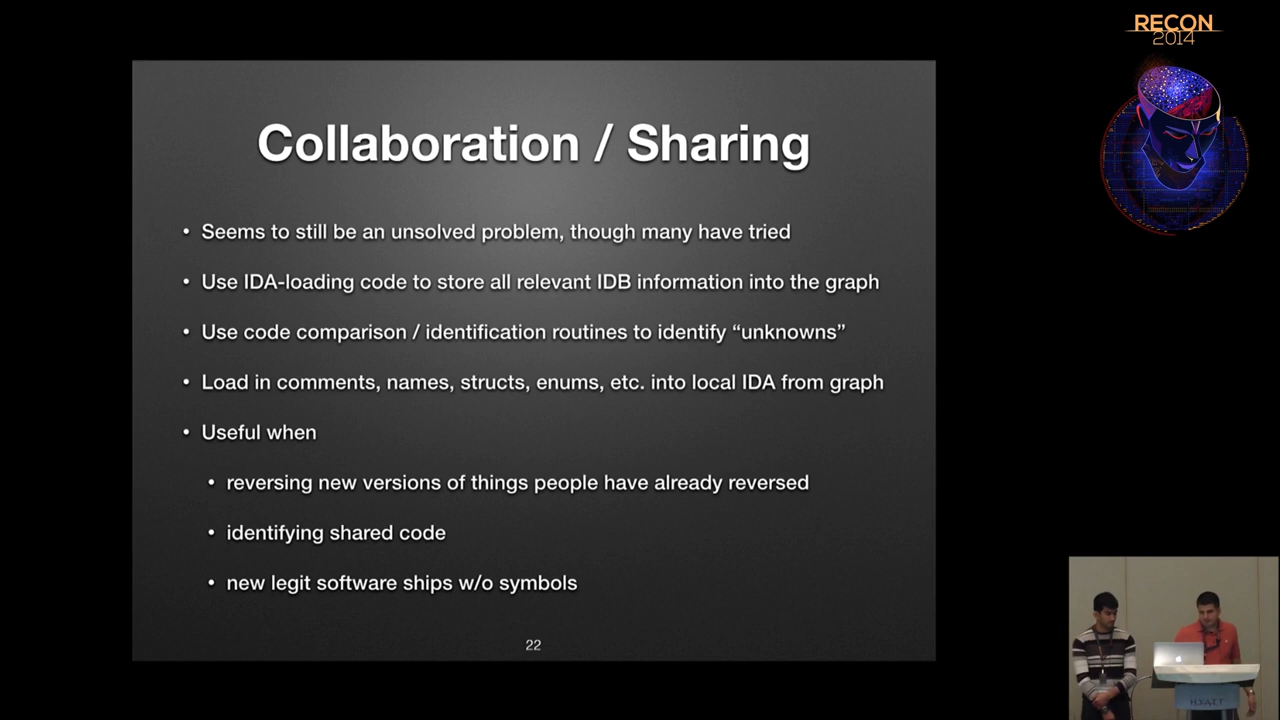 RECON
2014
Collaboration / Sharing
• Seems to still be an unsolved problem, though many have tried
• Use IDA-loading code to store all relevant IDB information into the graph
• Use code comparison / identification routines to identify “unknowns”
• Load in comments, names, structs, enums, etc. into local IDA from graph
• Useful when
• reversing new versions of things people have already reversed
• identifying shared code
• new legit software ships w/o symbols
22
HYATT